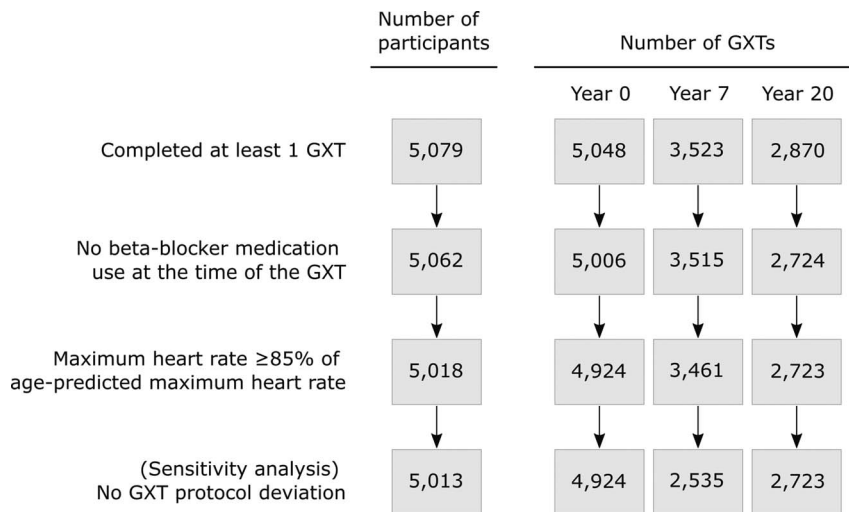 Number of
participants
Number of GXTs
Year 0 Year 7 Year 20
Completed at least 1 GXT 5,079 5,048 3,523 2,870
No beta-blocker medication
use at the time of the GXT
5,062 5,006 3,515 2,724
Maximum heart rate ≥85% of
age-predicted maximum heart rate
5,018 4,924 3,461 2,723
(Sensitivity analysis)
No GXT protocol deviation
5,013 4,924 2,535 2,723